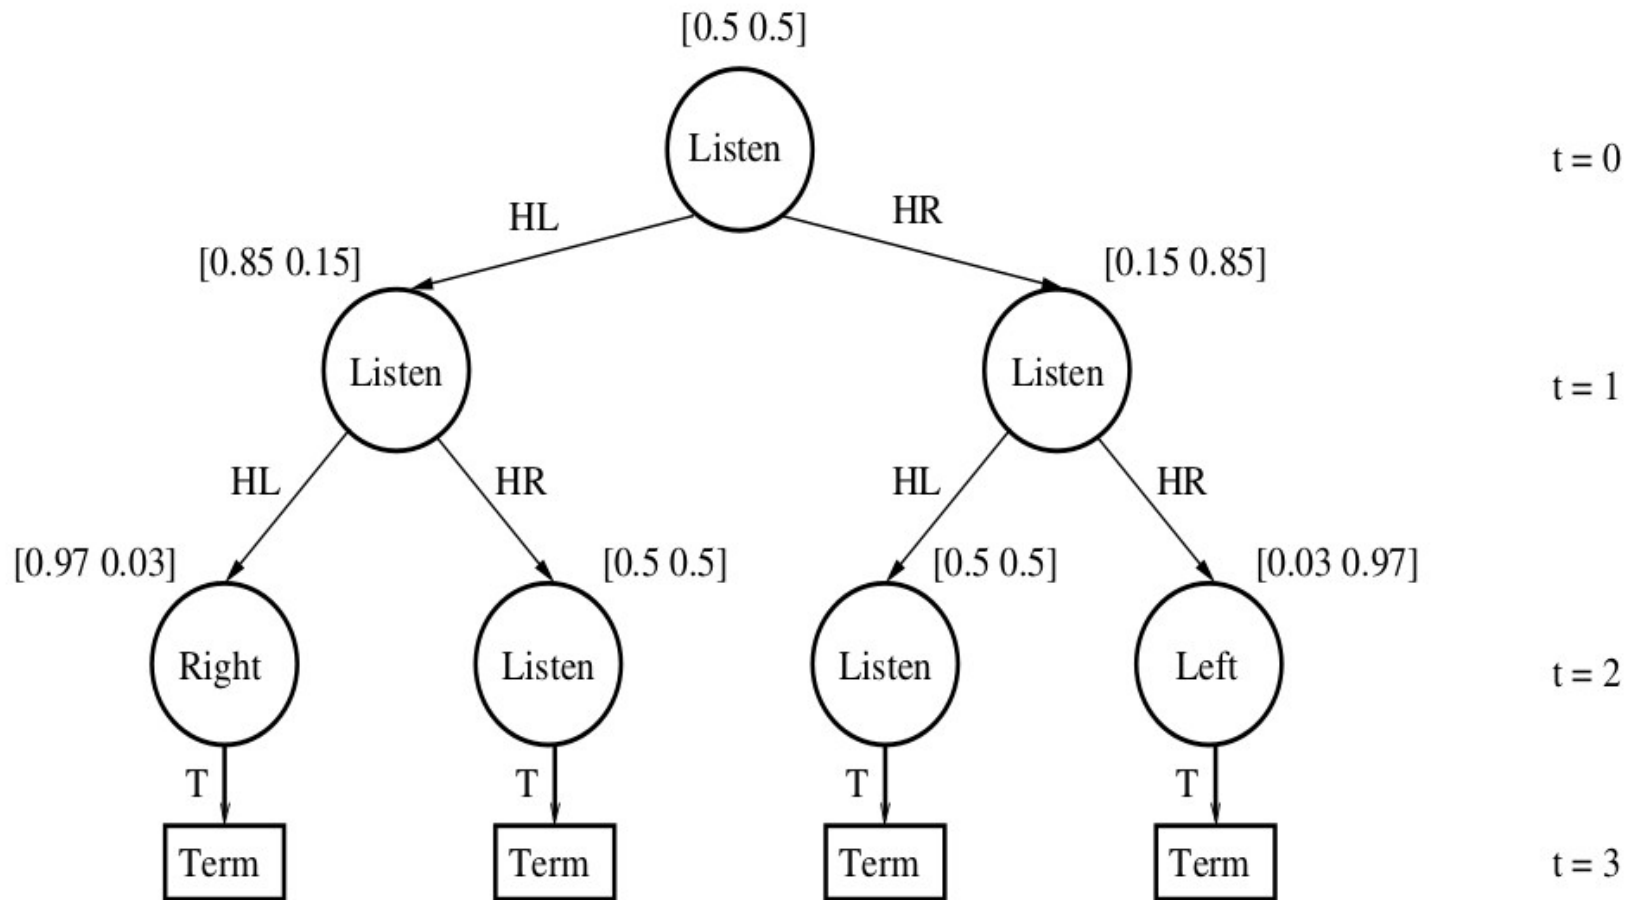 [0.5 0.5]
Listen
t = 0
HL
HR
[0.85 0.15]
[0.15 0.85]
Listen
Listen
t = 1
HL
HR
HL
HR
[0.97 0.03]
[0.5 0.5]
[0.5 0.5]
[0.03 0.97]
Right
Listen
Listen
Left
t = 2
T
T
T
T
Term
Term
Term
Term
t = 3